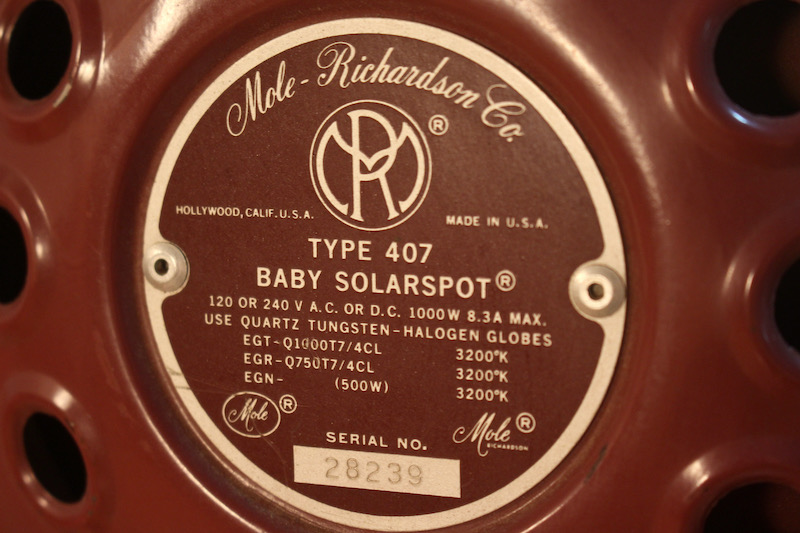 Mole-Richardson Co.
MR ®
HOLLYWOOD, CALIF. U.S.A. MADE IN U.S.A.
TYPE 407
BABY SOLARSPOT®
120 OR 240 V A.C. OR D.C. 1000W 8.3A MAX.
USE QUARTZ TUNGSTEN-HALOGEN GLOBES
EGT-Q1000T7/4CL 3200°K
EGR-Q750T7/4CL 3200°K
EGN- (500W) 3200°K
Mole ® Mole ®
RICHARDSON
SERIAL NO.
28239